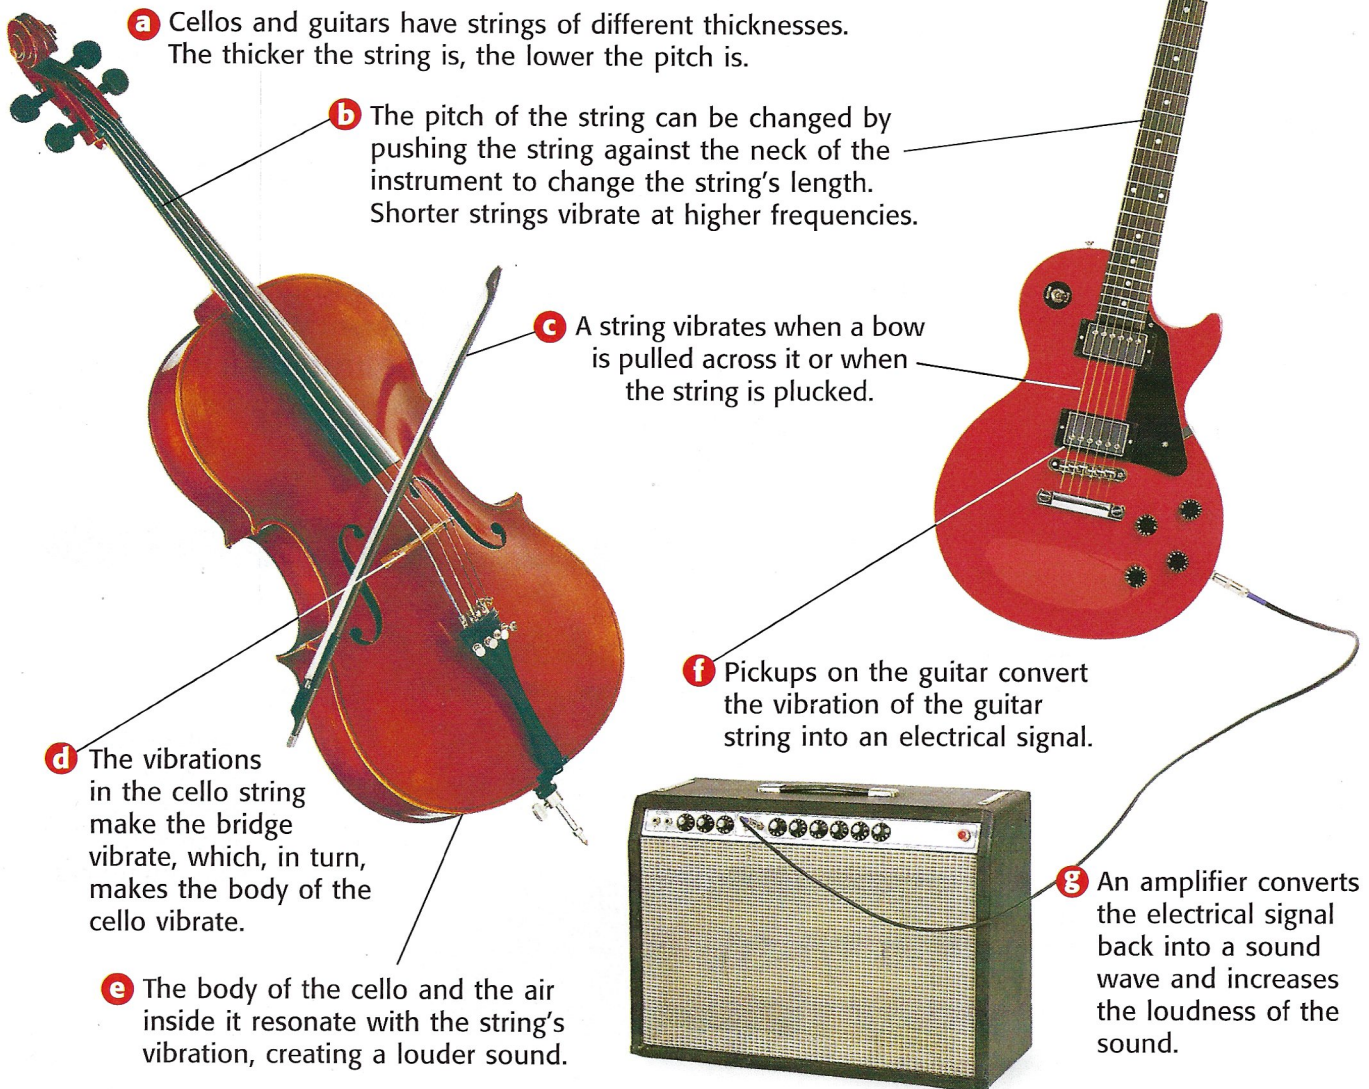 a Cellos and guitars have strings of different thicknesses.
The thicker the string is, the lower the pitch is.
b The pitch of the string can be changed by
pushing the string against the neck of the
instrument to change the string's length.
Shorter strings vibrate at higher frequencies.
c A string vibrates when a bow
is pulled across it or when
the string is plucked.
d The vibrations
in the cello string
make the bridge
vibrate, which, in turn,
makes the body of the
cello vibrate.
e The body of the cello and the air
inside it resonate with the string's
vibration, creating a louder sound.
f Pickups on the guitar convert
the vibration of the guitar
string into an electrical signal.
g An amplifier converts
the electrical signal
back into a sound
wave and increases
the loudness of the
sound.